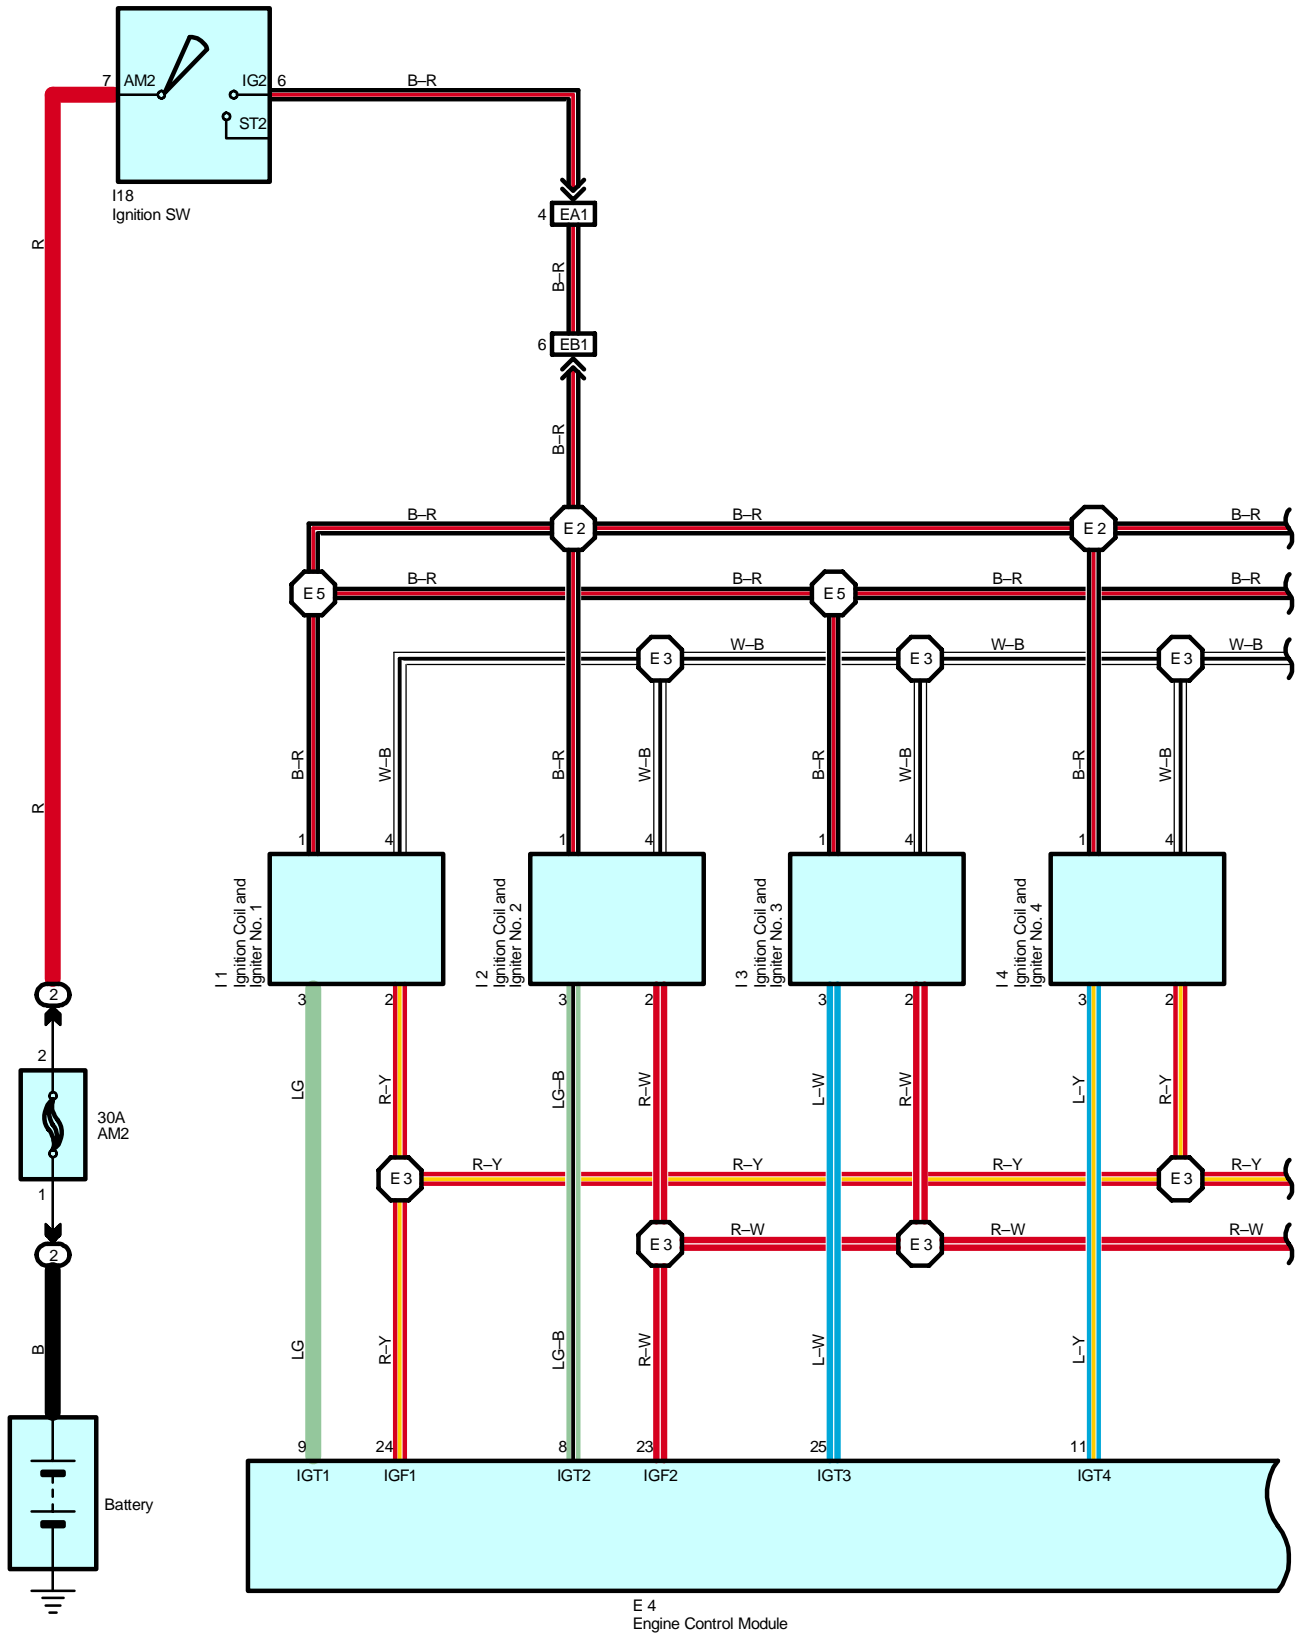 7
AM2
IG2
6
ST2
B–R
I18
Ignition SW
R
4
EA1
B–R
6
EB1
B–R
B–R
E 2
B–R
E 2
B–R
E 5
B–R
B–R
E 5
B–R
B–R
E 3
W–B
E 3
W–B
E 3
W–B
R
B–R
W–B
B–R
W–B
B–R
W–B
B–R
W–B
1
4
1
4
1
4
1
4
I 1
Ignition Coil and
Igniter No. 1
I 2
Ignition Coil and
Igniter No. 2
I 3
Ignition Coil and
Igniter No. 3
I 4
Ignition Coil and
Igniter No. 4
2
3
2
3
2
3
2
3
2
2
30A
AM2
1
LG
R–Y
LG–B
R–W
L–W
R–W
L–Y
R–Y
E 3
R–Y
R–Y
R–Y
E 3
R–Y
2
E 3
R–W
E 3
R–W
R–W
B
LG
R–Y
LG–B
R–W
L–W
L–Y
9
24
8
23
25
11
IGT1
IGF1
IGT2
IGF2
IGT3
IGT4
Battery
E 4
Engine Control Module